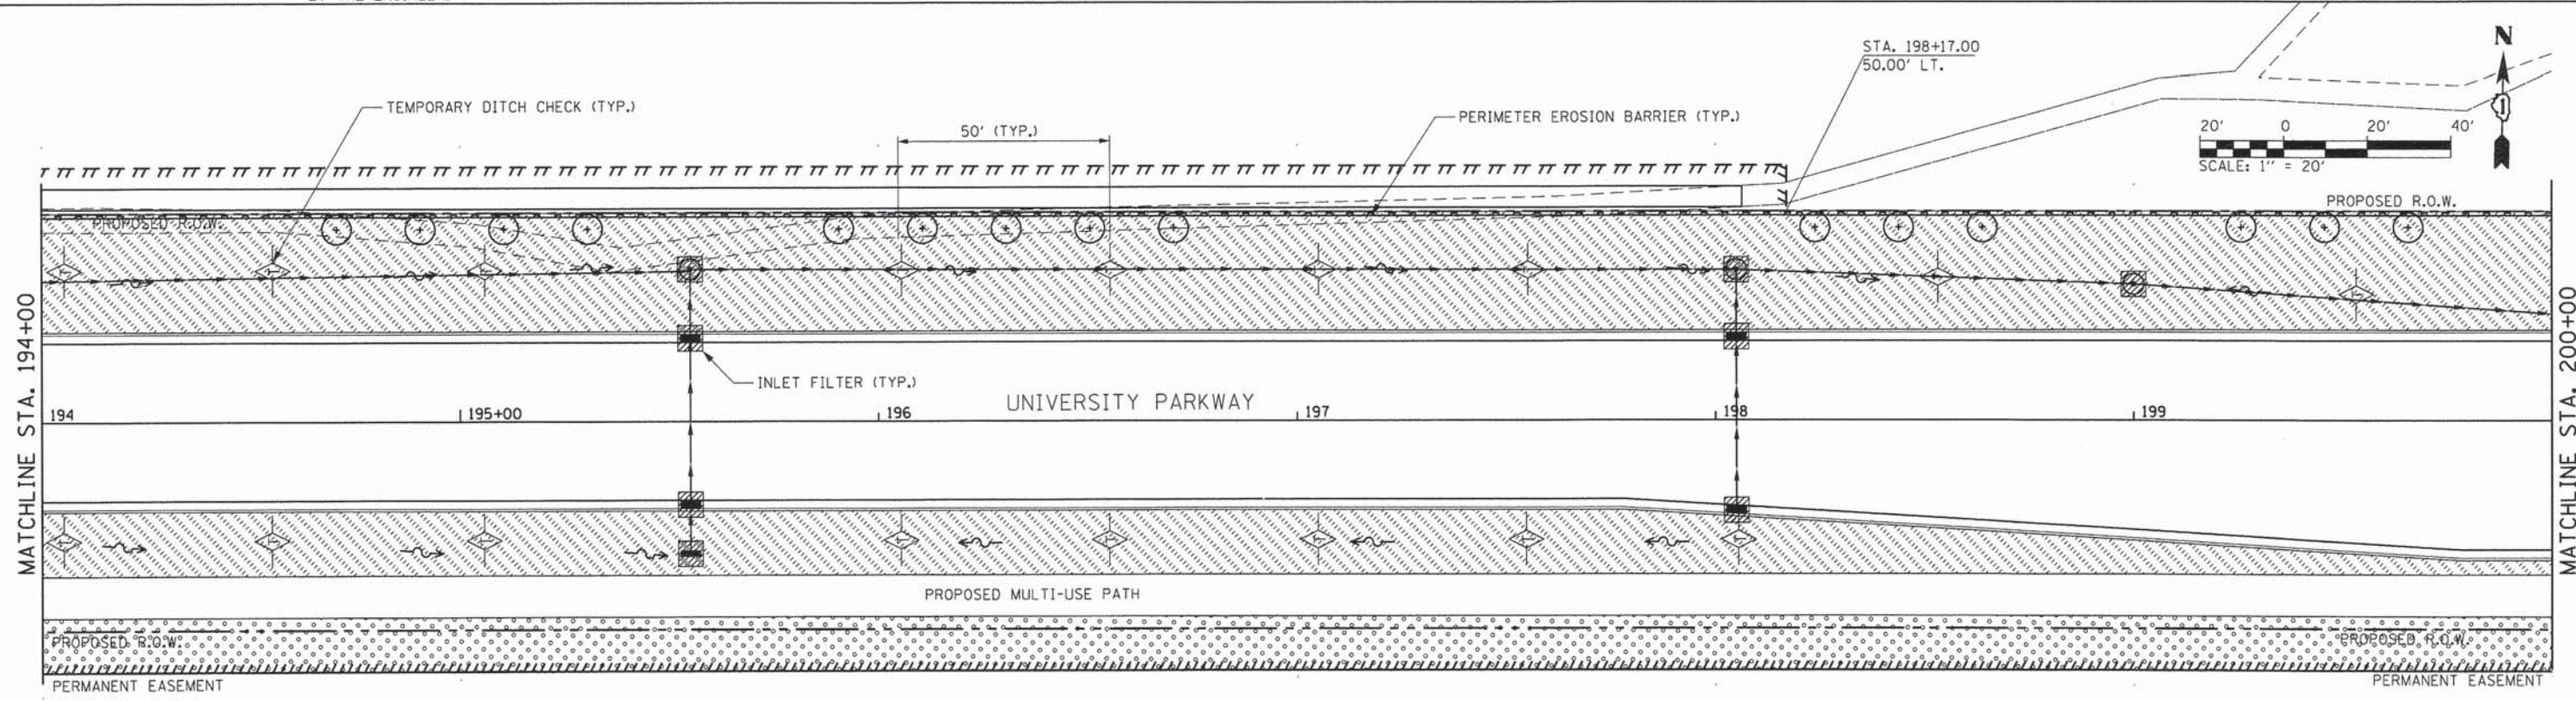 STA. 198+17.00
50.00' LT.
N
TEMPORARY DITCH CHECK (TYP.)
50' (TYP.)
PERIMETER EROSION BARRIER (TYP.)
20' 0 20' 40'
SCALE: 1'' = 20'
PROPOSED R.O.W.
PROPOSED R.O.W.
T T T T T T T T T
MATCHLINE STA. 194+00
MATCHLINE STA. 200+00
INLET FILTER (TYP.)
UNIVERSITY PARKWAY
194 195+00 196 197 198 199
T T T T T T T T
PROPOSED MULTI-USE PATH
PROPOSED R.O.W.
PROPOSED R.O.W.
PERMANENT EASEMENT
PERMANENT EASEMENT